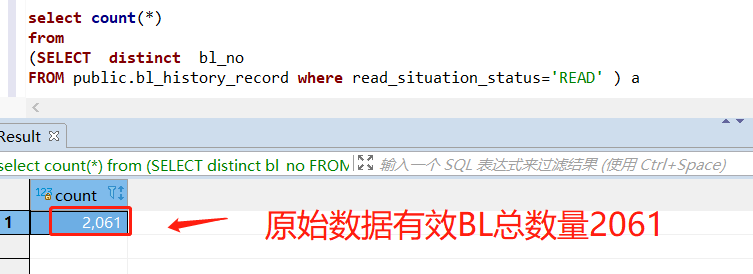 select count(*)
from
(SELECT distinct bl_no
FROM public.bl_history_record where read_situation_status='READ' ) a
Result
select count(*) from (SELECT distinct bl_no FROM
输入一个 SQL 表达式来过滤结果 (使用 Ctrl+Space)
123 count
1 2,061
原始数据有效BL总数量2061